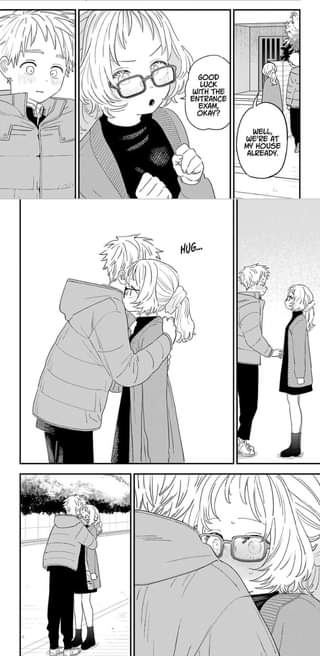 WELL,
WE'RE AT
MY HOUSE
ALREADY.
GOOD
LUCK
WITH THE
ENTRANCE
EXAM,
OKAY?
HUG...